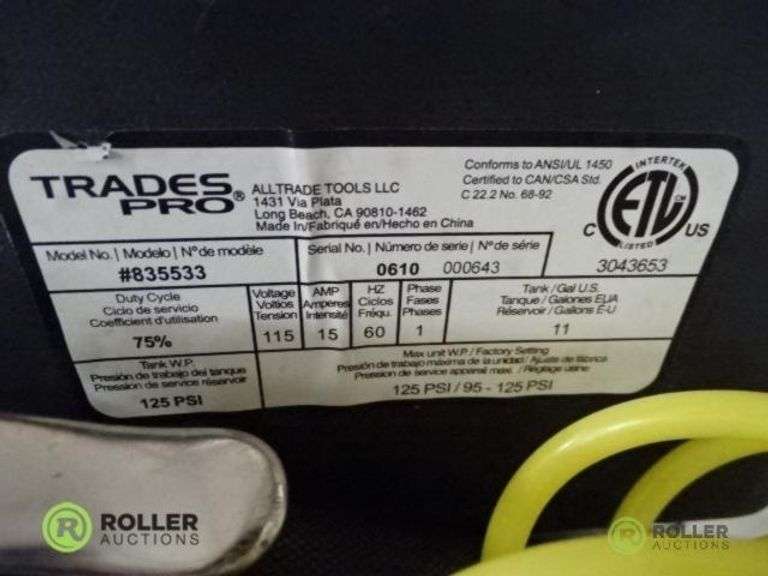 TRADES PRO®
ALLTRADE TOOLS LLC
1431 Via Plata
Long Beach, CA 90810-1462
Made In/Fabriqué en/Hecho en China
Conforms to ANSI/UL 1450
Certified to CAN/CSA Std.
C 22.2 No. 68-92
INTERTEK
ETL CM
LISTED
C US
3043653
Model No. | Modelo | Nº de modèle
#835533
Serial No. | Número de serie | Nº de série
0610 000643
Duty Cycle
Ciclo de servicio
Coefficient d'utilisation
75%
Voltage
Voltios
Tension
115
AMP
Amperes
Intensité
15
HZ
Ciclos
Fréqu.
60
Phase
Fases
Phases
1
Tank / Gal U.S.
Tanque / Galones EUA
Réservoir / Gallons É-U
11
Tank W.P.
Presión de trabajo del tanque
Pression de service réservoir
125 PSI
Max unit W.P. / Factory Setting
Presión de trabajo máxima de la unidad / Ajuste de fábrica
Pression de service appareil max. / Réglage usine
125 PSI / 95 - 125 PSI
R ROLLER
AUCTIONS
R ROLLER
AUCTIONS